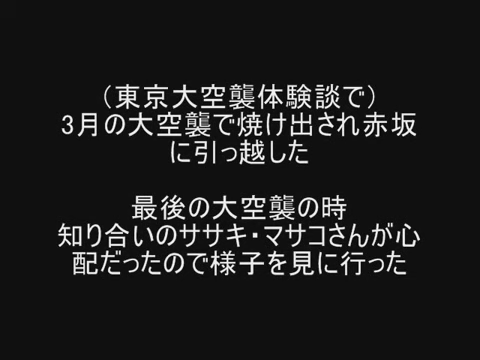 （東京大空襲体験談で）
3月の大空襲で焼け出され赤坂
に引っ越した
最後の大空襲の時
知り合いのササキ・マサコさんが心
配だったので様子を見に行った